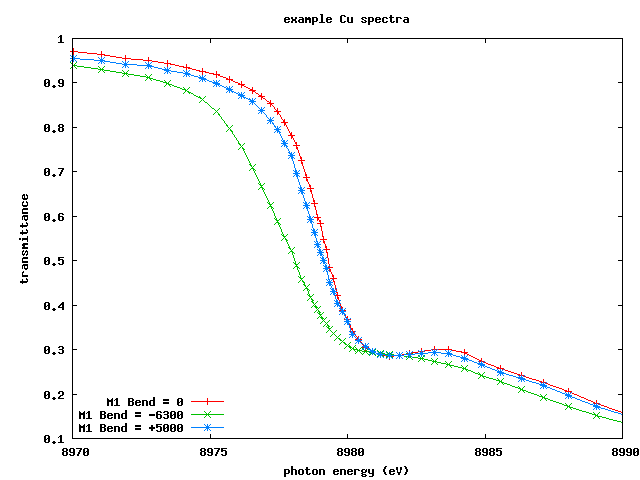 example Cu spectra
1
0.9
0.8
0.7
0.6
0.5
0.4
0.3
0.2
0.1
transmittance
M1 Bend = 0
M1 Bend = -6300
M1 Bend = +5000
8970 8975 8980 8985 8990
photon energy (eV)